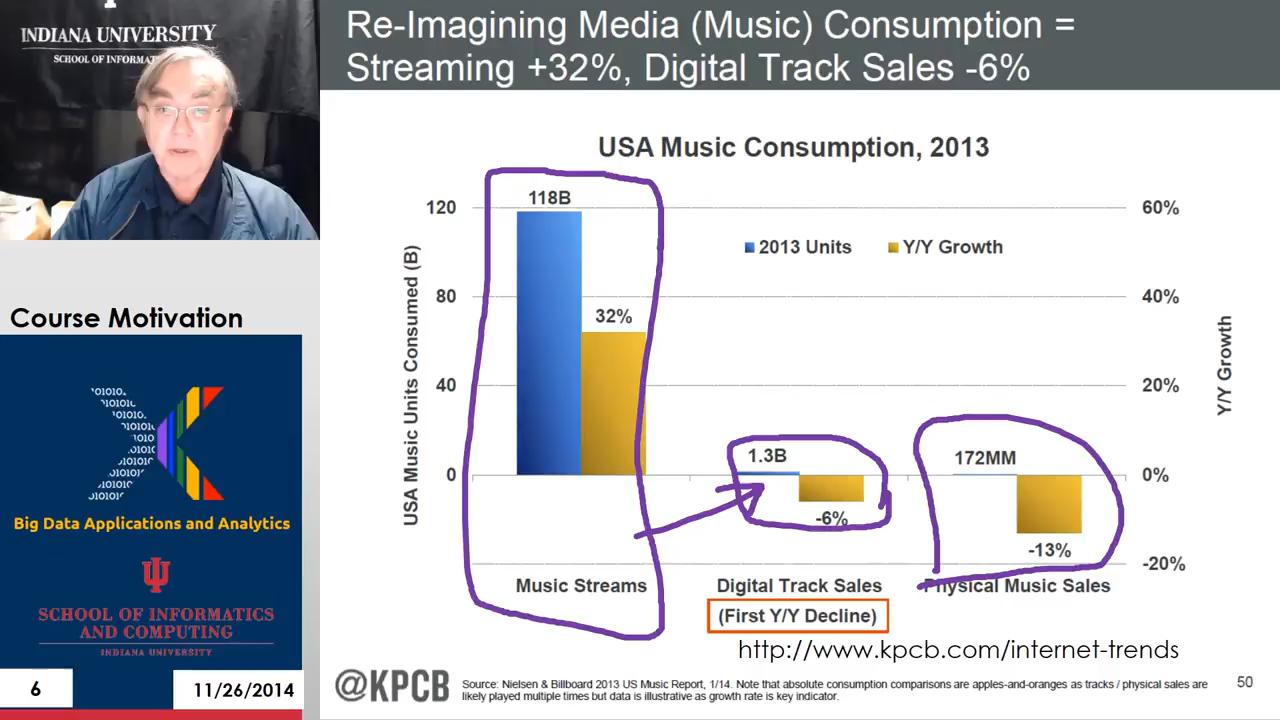 INDIANA UNIVERSITY
SCHOOL OF INFORMAT
Re-Imagining Media (Music) Consumption =
Streaming +32%, Digital Track Sales -6%
USA Music Consumption, 2013
USA Music Units Consumed (B)
120
80
40
0
118B
32%
2013 Units
Y/Y Growth
1.3B
-6%
172MM
-13%
60%
40%
20%
0%
-20%
Y/Y Growth
Music Streams
Digital Track Sales
(First Y/Y Decline)
Physical Music Sales
http://www.kpcb.com/internet-trends
@KPCB
Source: Nielsen & Billboard 2013 US Music Report, 1/14. Note that absolute consumption comparisons are apples-and-oranges as tracks / physical sales are
likely played multiple times but data is illustrative as growth rate is key indicator.
50
Course Motivation
Big Data Applications and Analytics
SCHOOL OF INFORMATICS
AND COMPUTING
INDIANA UNIVERSITY
6
11/26/2014